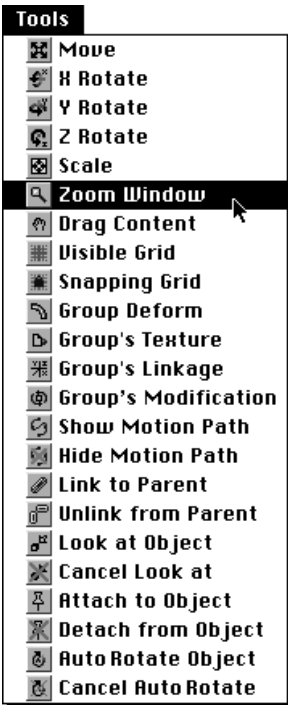 Tools
Move
X Rotate
Y Rotate
Z Rotate
Scale
Zoom Window
Drag Content
Visible Grid
Snapping Grid
Group Deform
Group's Texture
Group's Linkage
Group’s Modification
Show Motion Path
Hide Motion Path
Link to Parent
Unlink from Parent
Look at Object
Cancel Look at
Attach to Object
Detach from Object
Auto Rotate Object
Cancel Auto Rotate